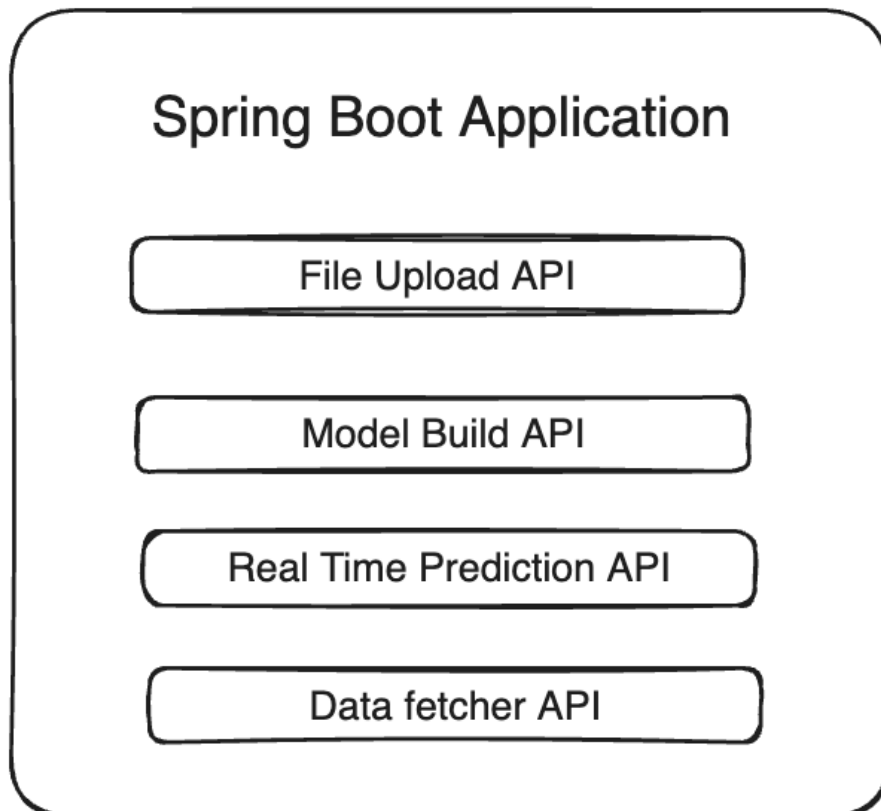 Spring Boot Application
File Upload API
Model Build API
Real Time Prediction API
Data fetcher API